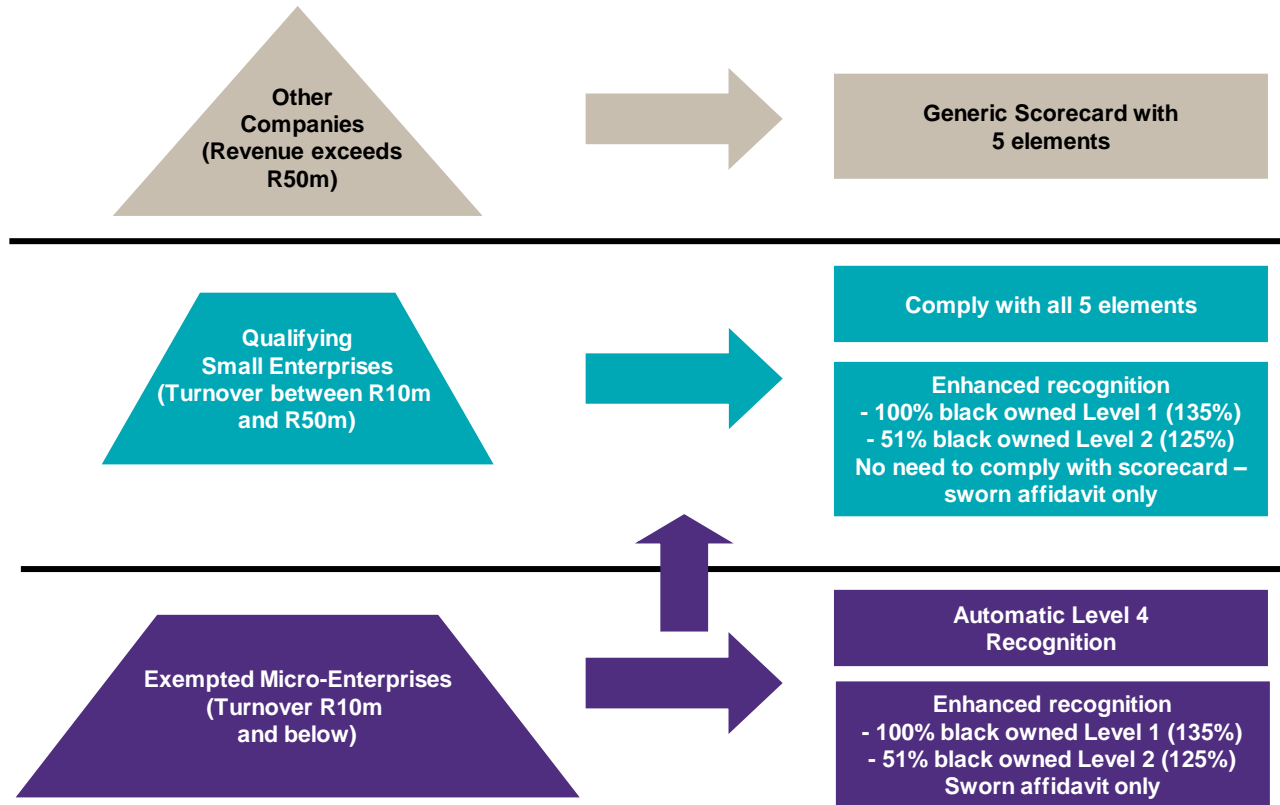 Other
Companies
(Revenue exceeds
R50m)
Generic Scorecard with
5 elements
Qualifying
Small Enterprises
(Turnover between R10m
and R50m)
Comply with all 5 elements
Enhanced recognition
- 100% black owned Level 1 (135%)
- 51% black owned Level 2 (125%)
No need to comply with scorecard –
sworn affidavit only
Exempted Micro-Enterprises
(Turnover R10m
and below)
Automatic Level 4
Recognition
Enhanced recognition
- 100% black owned Level 1 (135%)
- 51% black owned Level 2 (125%)
Sworn affidavit only